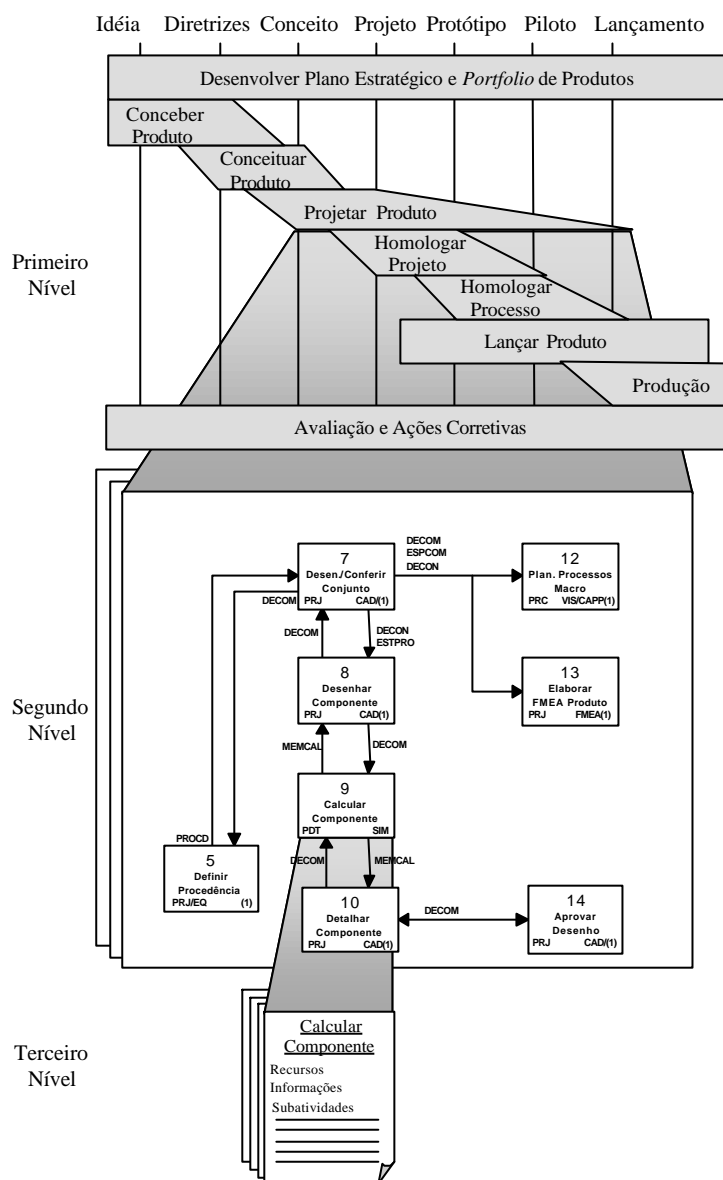 Idéia Diretrizes Conceito Projeto Protótipo Piloto Lançamento
Desenvolver Plano Estratégico e Portfolio de Produtos
Conceber
Produto
Conceituar
Produto
Projetar Produto
Homologar
Projeto
Homologar
Processo
Lançar Produto
Produção
Avaliação e Ações Corretivas
Primeiro
Nível
7
Desen./Conferir
Conjunto
PRJ CAD/(1)
DECOM
ESPCOM
DECON
12
Plan. Processos
Macro
PRC VIS/CAPP(1)
DECOM
DECOM
DECON
ESTPRO
8
Desenhar
Componente
PRJ CAD(1)
13
Elaborar
FMEA Produto
PRJ FMEA(1)
Segundo
Nível
MEMCAL
DECOM
9
Calcular
Componente
PDT SIM
PROCD
5
Definir
Procedência
PRJ/EQ (1)
DECOM
MEMCAL
10
Detalhar
Componente
PRJ CAD(1)
DECOM
14
Aprovar
Desenho
PRJ CAD/(1)
Terceiro
Nível
Calcular
Componente
Recursos
Informações
Subatividades